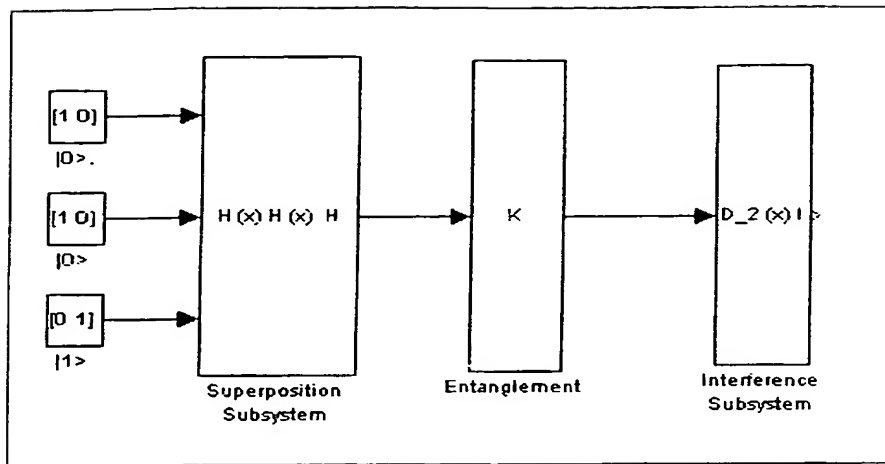 [1 0]
|0>.
[1 0]
|0>
[0 1]
|1>
H (x) H (x) H
K
D_2 (x) I >
Superposition
Subsystem
Entanglement
Interference
Subsystem